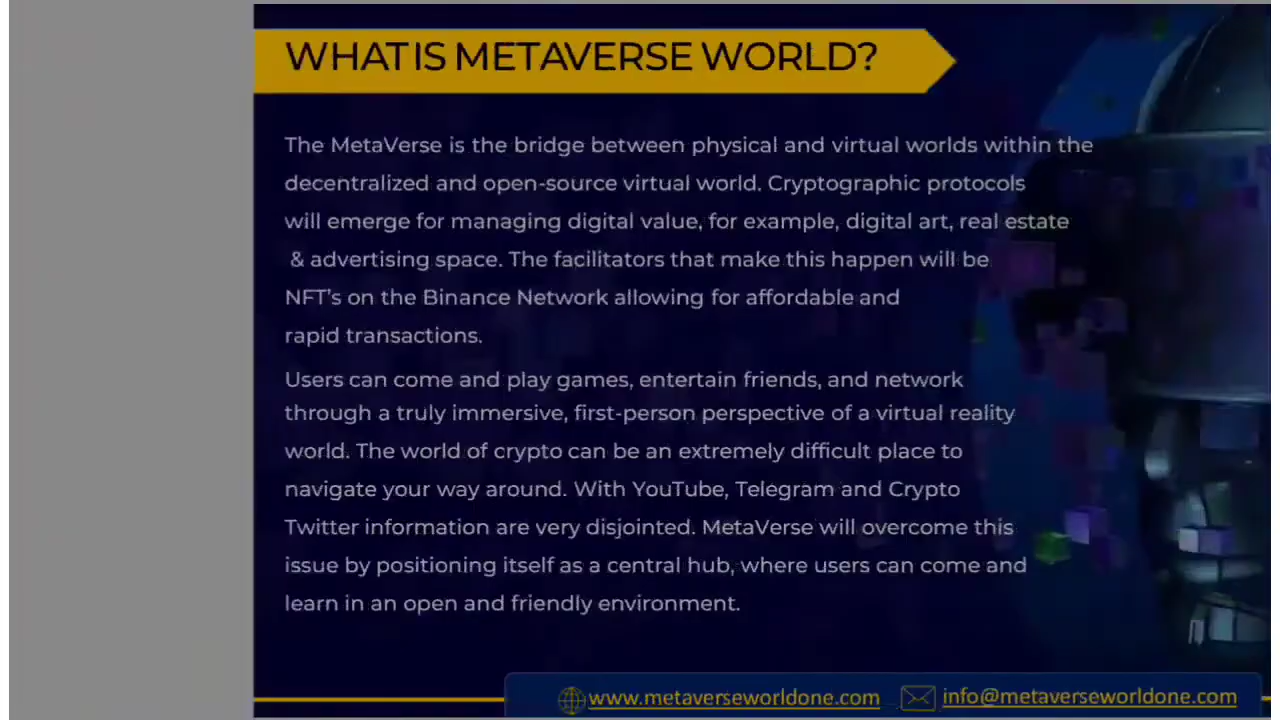 WHAT IS METAVERSE WORLD?
The MetaVerse is the bridge between physical and virtual worlds within the
decentralized and open-source virtual world. Cryptographic protocols
will emerge for managing digital value, for example, digital art, real estate
& advertising space. The facilitators that make this happen will be
NFT's on the Binance Network allowing for affordable and
rapid transactions.
Users can come and play games, entertain friends, and network
through a truly immersive, first-person perspective of a virtual reality
world. The world of crypto can be an extremely difficult place to
navigate your way around. With YouTube, Telegram and Crypto
Twitter information are very disjointed. MetaVerse will overcome this
issue by positioning itself as a central hub, where users can come and
learn in an open and friendly environment.
www.metaverseworldone.com info@metaverseworldone.com